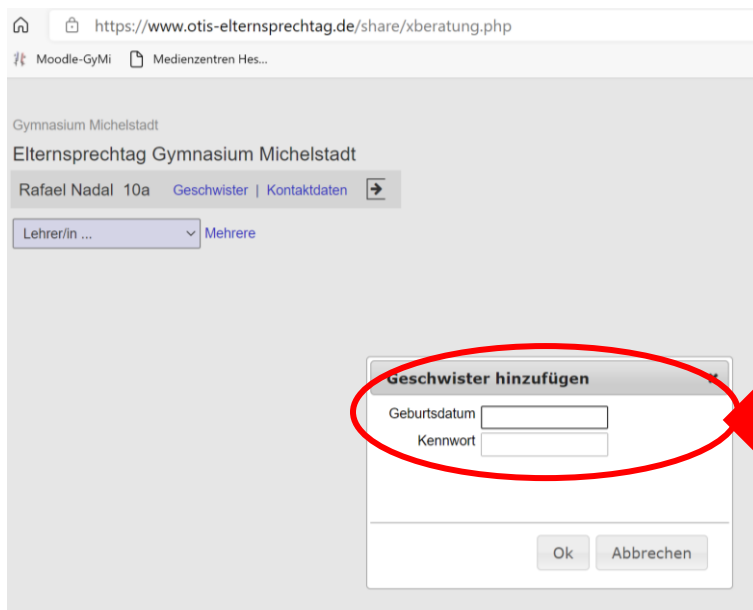 https://www.otis-elternsprechtag.de/share/xberatung.php
Moodle-GyMi Medienzentren Hes...
Gymnasium Michelstadt
Elternsprechtag Gymnasium Michelstadt
Rafael Nadal 10a Geschwister | Kontaktdaten
Lehrer/in ... Mehrere
Geschwister hinzufügen
Geburtsdatum
Kennwort
Ok Abbrechen